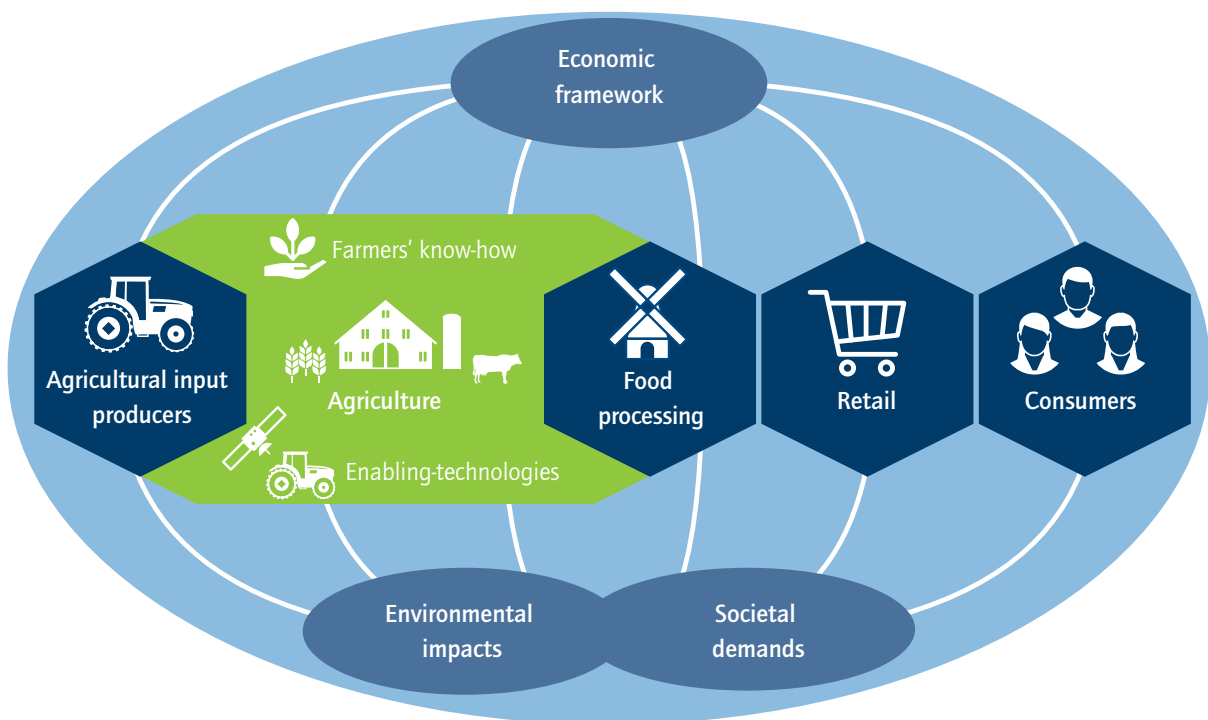 Economic
framework
Farmers' know-how
Agricultural input
producers
Agriculture
Enabling-technologies
Food
processing
Retail
Consumers
Environmental
impacts
Societal
demands